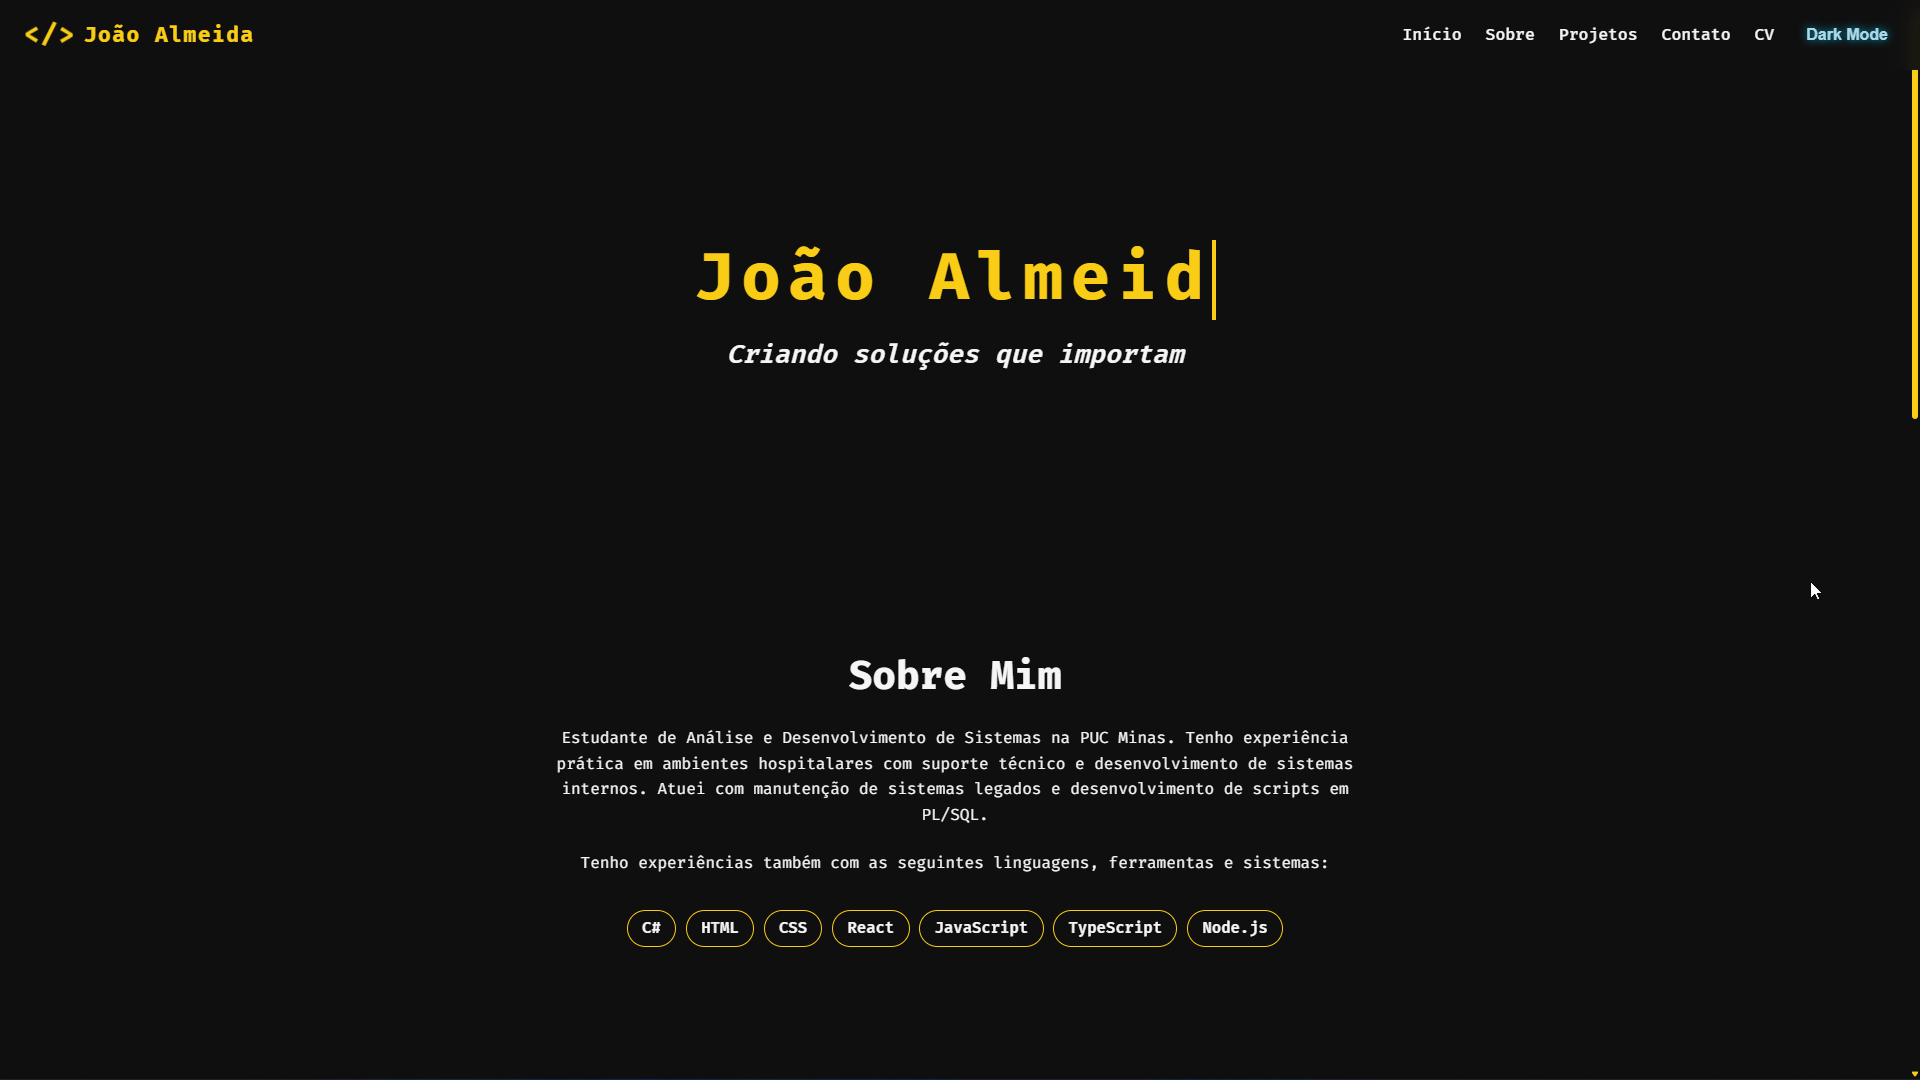 </> João Almeida
Início Sobre Projetos Contato CV Dark Mode
João Almeid
Criando soluções que importam
Sobre Mim
Estudante de Análise e Desenvolvimento de Sistemas na PUC Minas. Tenho experiência
prática em ambientes hospitalares com suporte técnico e desenvolvimento de sistemas
internos. Atuei com manutenção de sistemas legados e desenvolvimento de scripts em
PL/SQL.
Tenho experiências também com as seguintes linguagens, ferramentas e sistemas:
C# HTML CSS React JavaScript TypeScript Node.js